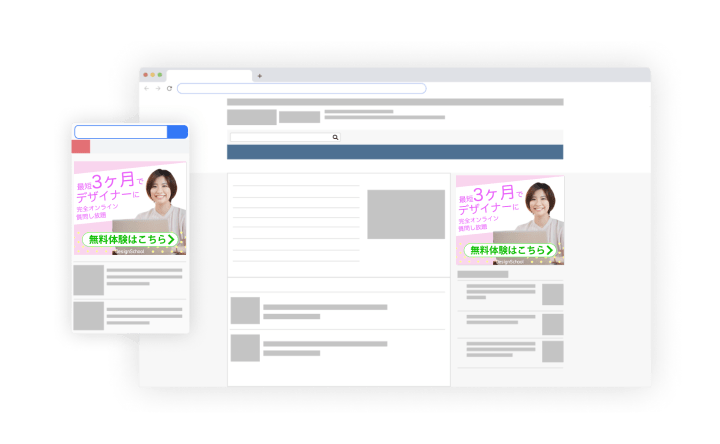 最短3ヶ月で
デザイナーに
完全オンライン
質問し放題
無料体験はこちら
最短3ヶ月で
デザイナーに
完全オンライン
質問し放題
無料体験はこちら